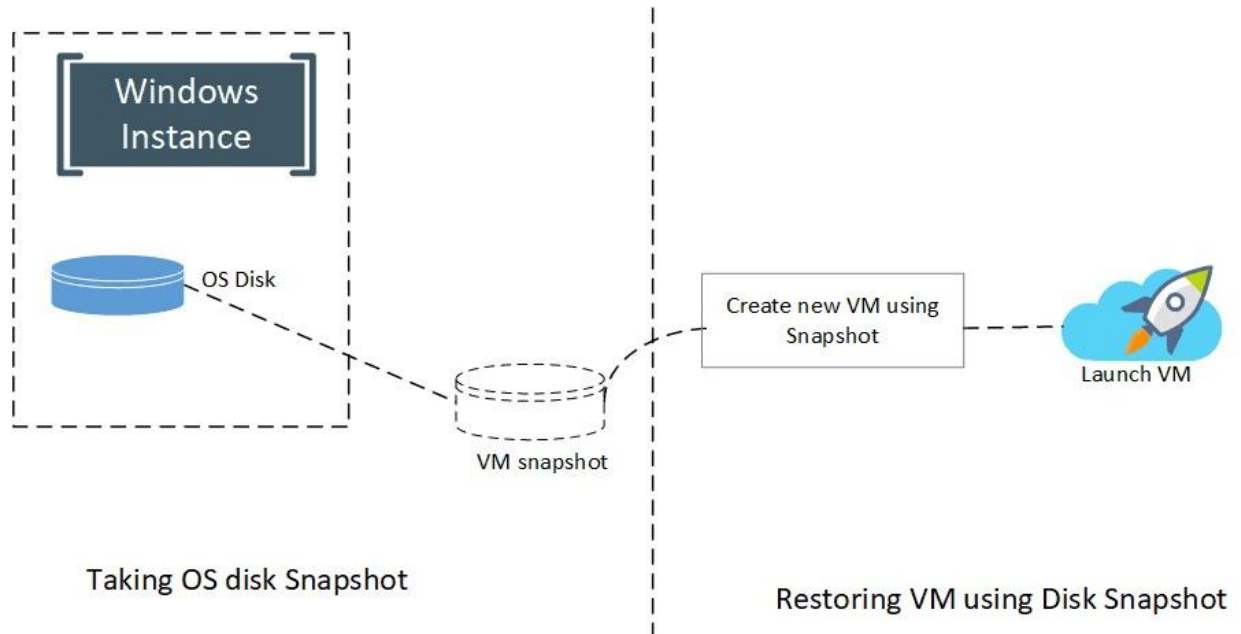 Windows
Instance
OS Disk
VM snapshot
Taking OS disk Snapshot
Create new VM using
Snapshot
Launch VM
Restoring VM using Disk Snapshot